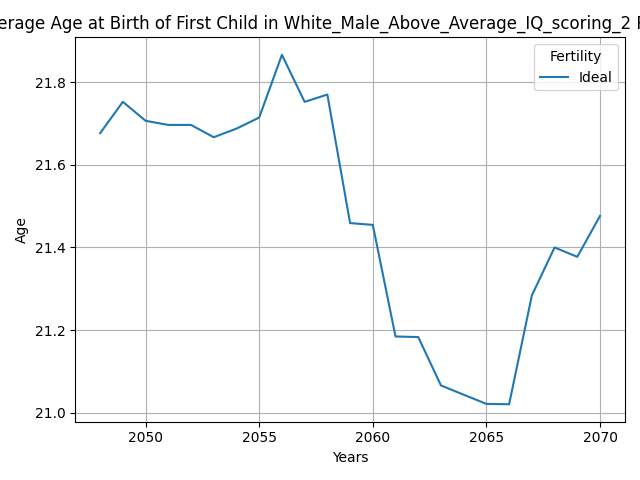 Age at Birth of First Child in White_Male_Above_Average_IQ_scoring_2
Fertility
Ideal
21.8
21.6
21.4
21.2
21.0
Age
2050 2055 2060 2065 2070
Years